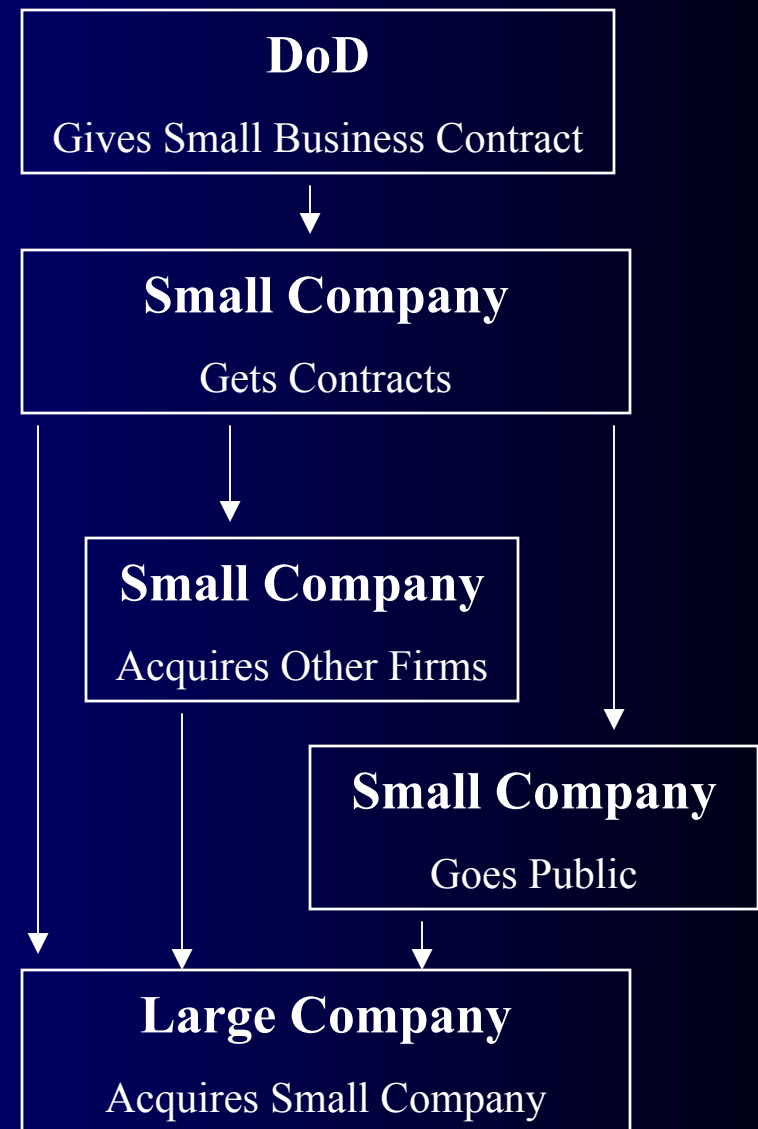 DoD
Gives Small Business Contract
Small Company
Gets Contracts
Small Company
Acquires Other Firms
Small Company
Goes Public
Large Company
Acquires Small Company